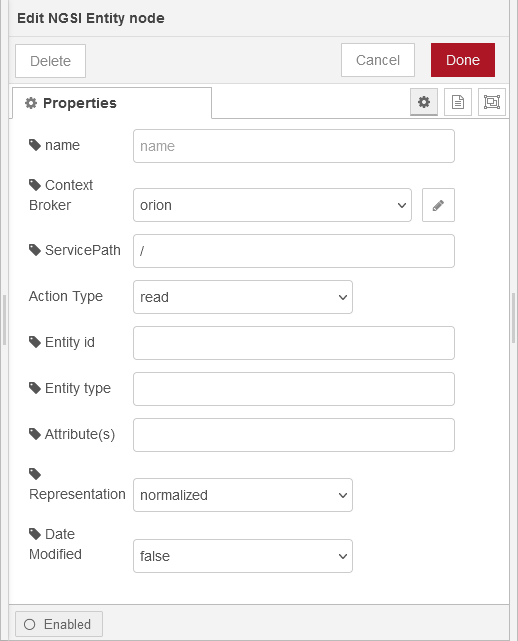 Edit NGSI Entity node
Delete
Cancel
Done
Properties
name
name
Context
Broker
orion
ServicePath
/
Action Type
read
Entity id
Entity type
Attribute(s)
Representation
normalized
Date
Modified
false
Enabled